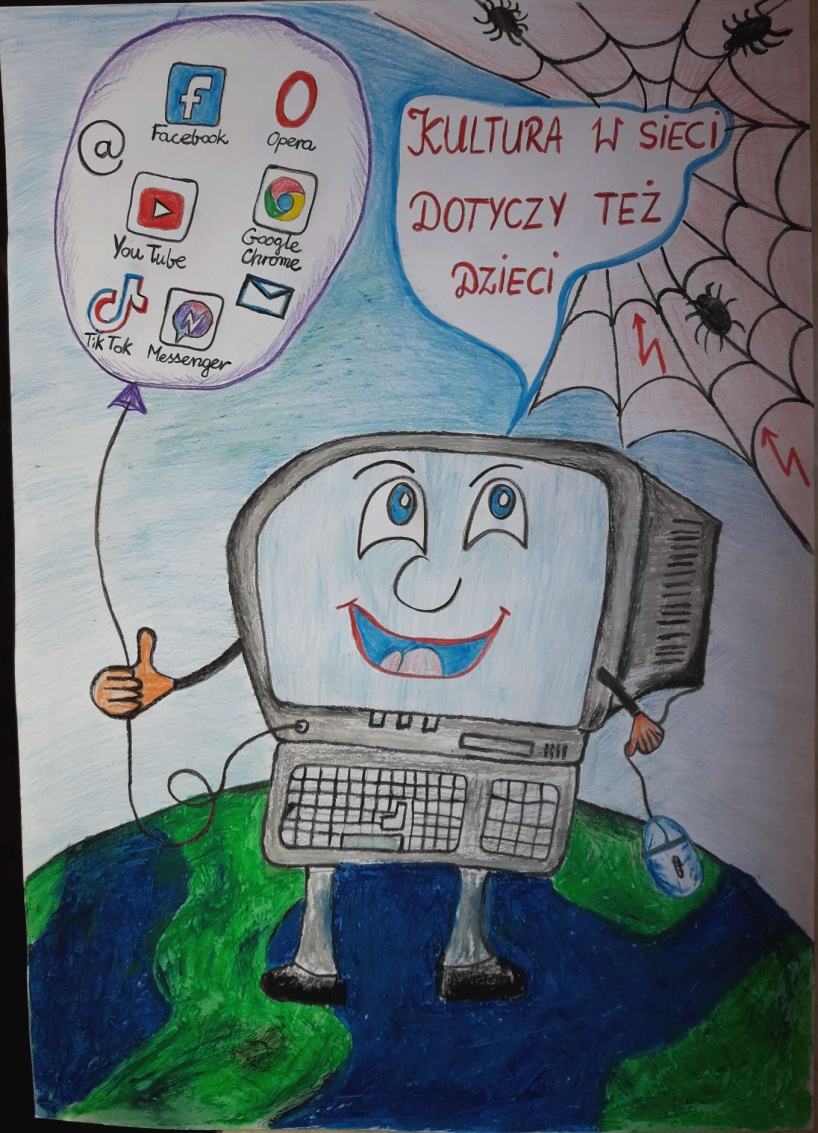 Facebook
Opera
@
You Tube
Google
Chrome
Tik Tok
Messenger
KULTURA W SIECI
DOTYCZY TEŻ
DZIECI